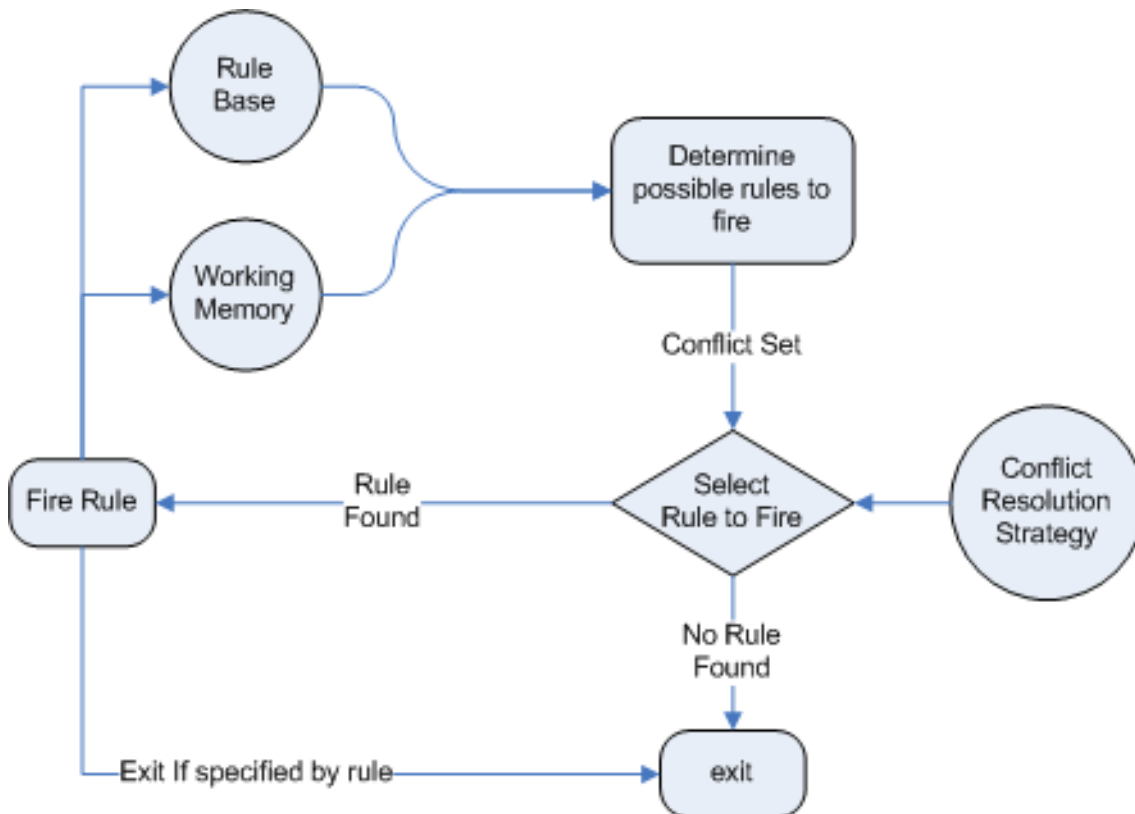 Rule
Base
Determine
possible rules to
fire
Working
Memory
Conflict Set
Conflict
Resolution
Strategy
Select
Rule to Fire
Rule
Found
Fire Rule
No Rule
Found
Exit If specified by rule
exit